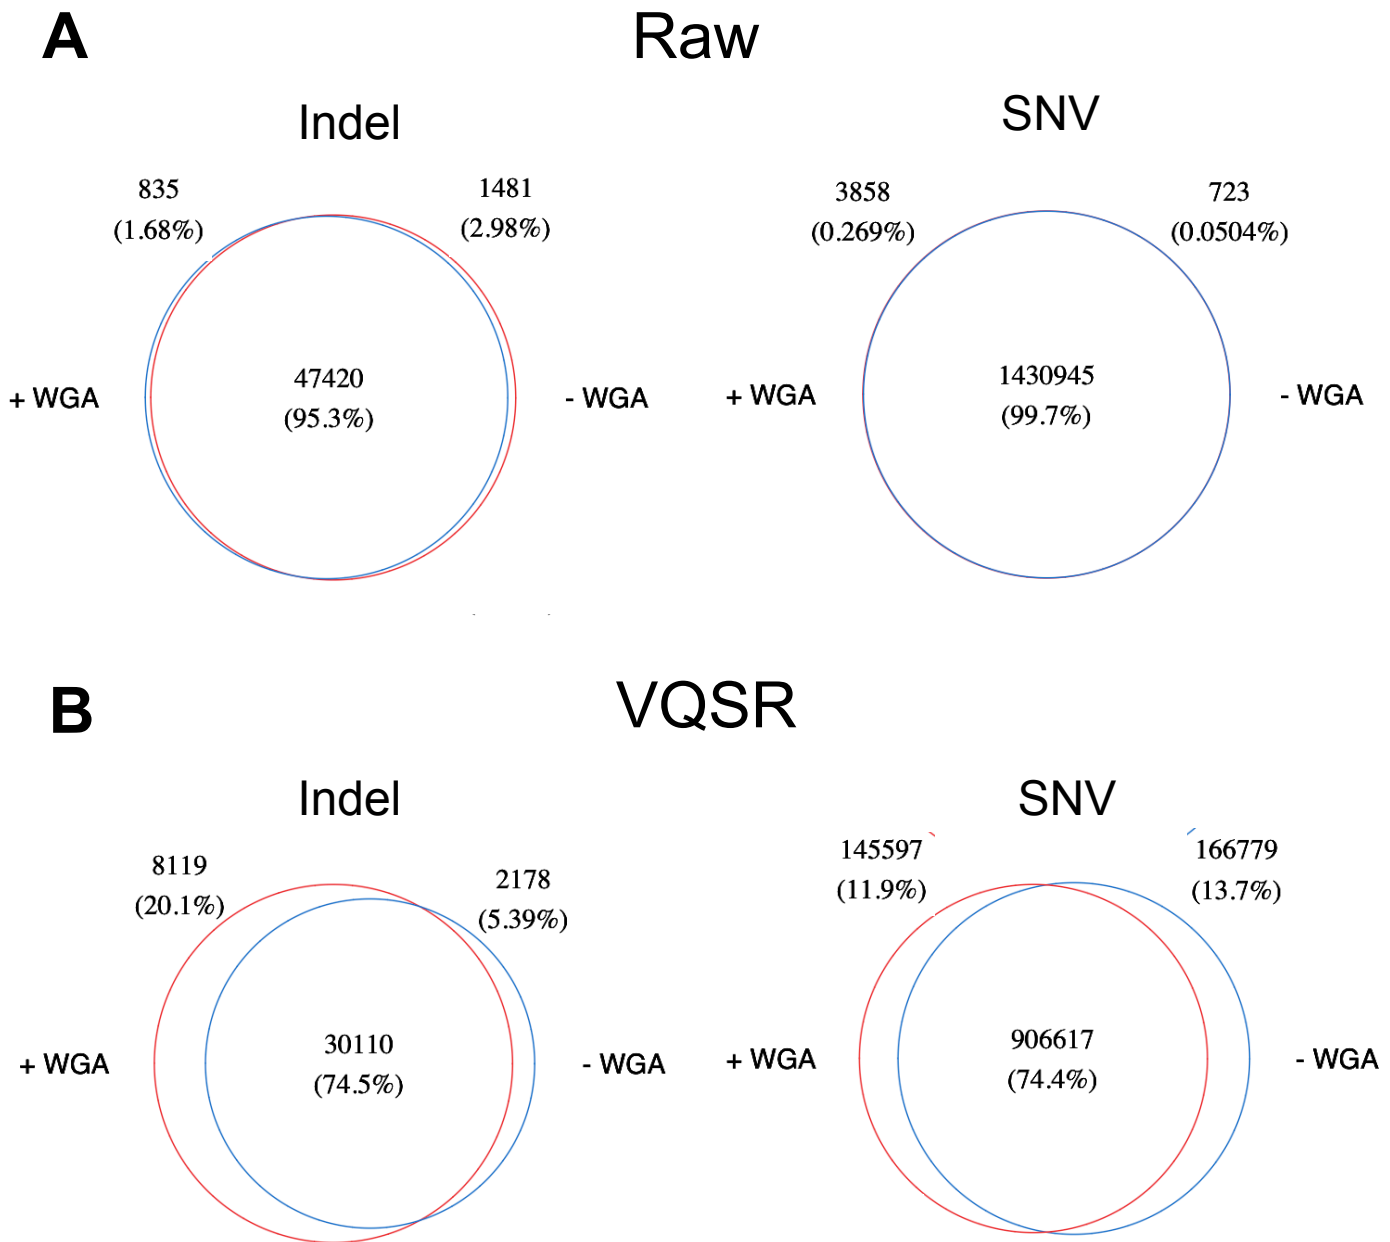 A
Raw
Indel
SNV
835
(1.68%)
1481
(2.98%)
3858
(0.269%)
723
(0.0504%)
+ WGA
47420
(95.3%)
- WGA
+ WGA
1430945
(99.7%)
- WGA
B
VQSR
Indel
SNV
8119
(20.1%)
2178
(5.39%)
145597
(11.9%)
166779
(13.7%)
+ WGA
30110
(74.5%)
- WGA
+ WGA
906617
(74.4%)
- WGA